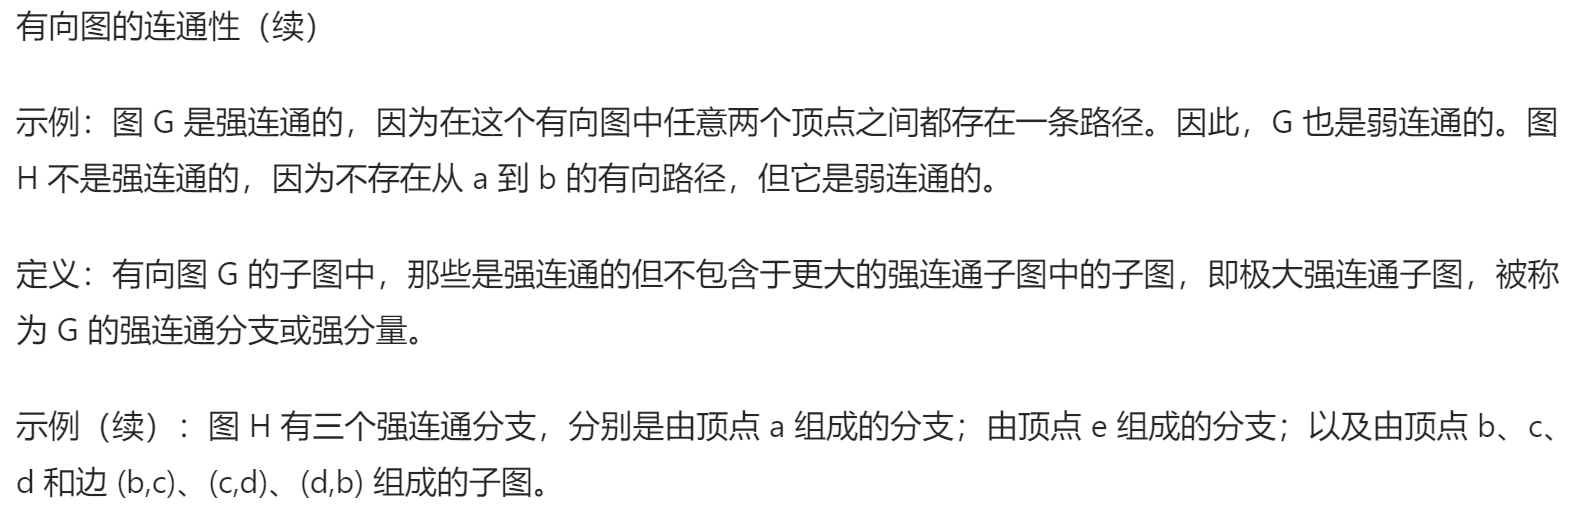 有向图的连通性（续）
示例：图 G 是强连通的，因为在这个有向图中任意两个顶点之间都存在一条路径。因此，G 也是弱连通的。图
H 不是强连通的，因为不存在从 a 到 b 的有向路径，但它是弱连通的。
定义：有向图 G 的子图中，那些是强连通的但不包含于更大的强连通子图中的子图，即极大强连通子图，被称
为 G 的强连通分支或强分量。
示例（续）：图 H 有三个强连通分支，分别是由顶点 a 组成的分支；由顶点 e 组成的分支；以及由顶点 b、c、
d 和边 (b,c)、(c,d)、(d,b) 组成的子图。